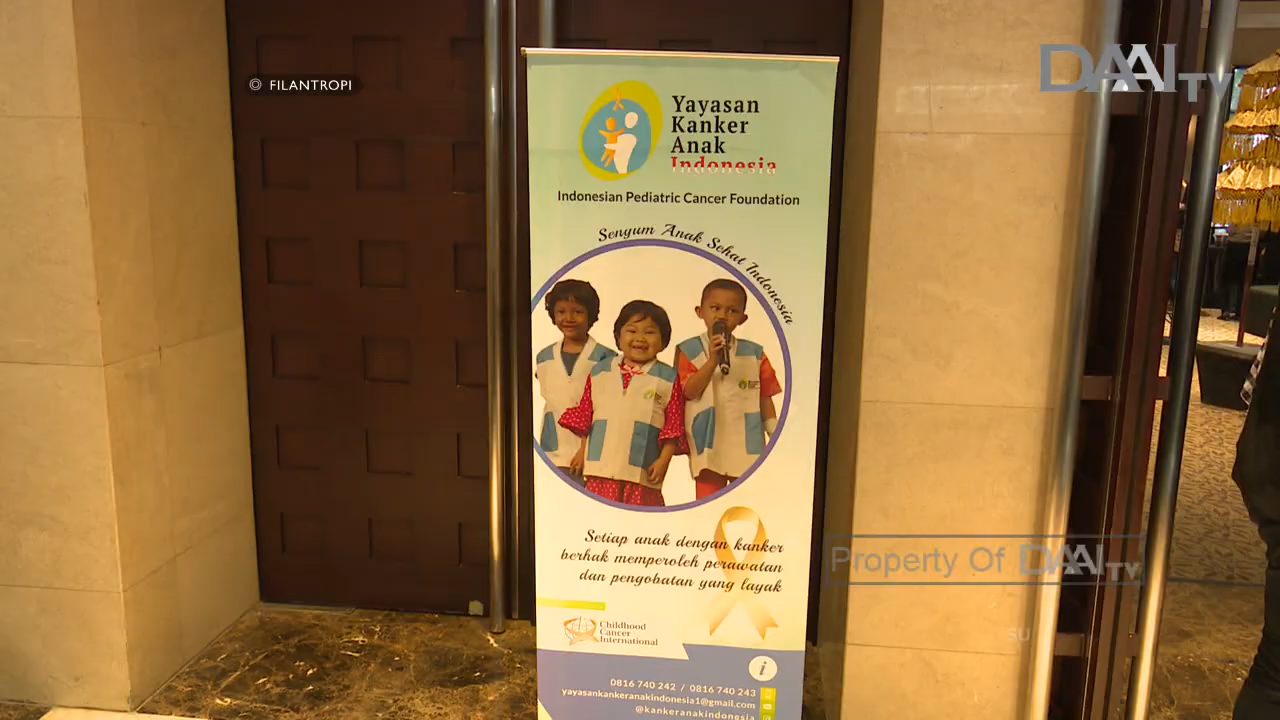 FILANTROPI
DAAI TV
Yayasan
Kanker
Anak
Indonesia
Indonesian Pediatric Cancer Foundation
Senyum Anak Sehat Indonesia
Setiap anak dengan kanker
berhak memperoleh perawatan
dan pengobatan yang layak
Property Of DAAI TV
Childhood
Cancer
International
SU
i
0816 740 242 / 0816 740 243
yayasankankeranakindonesia1@gmail.com
@kankeranakindonesia